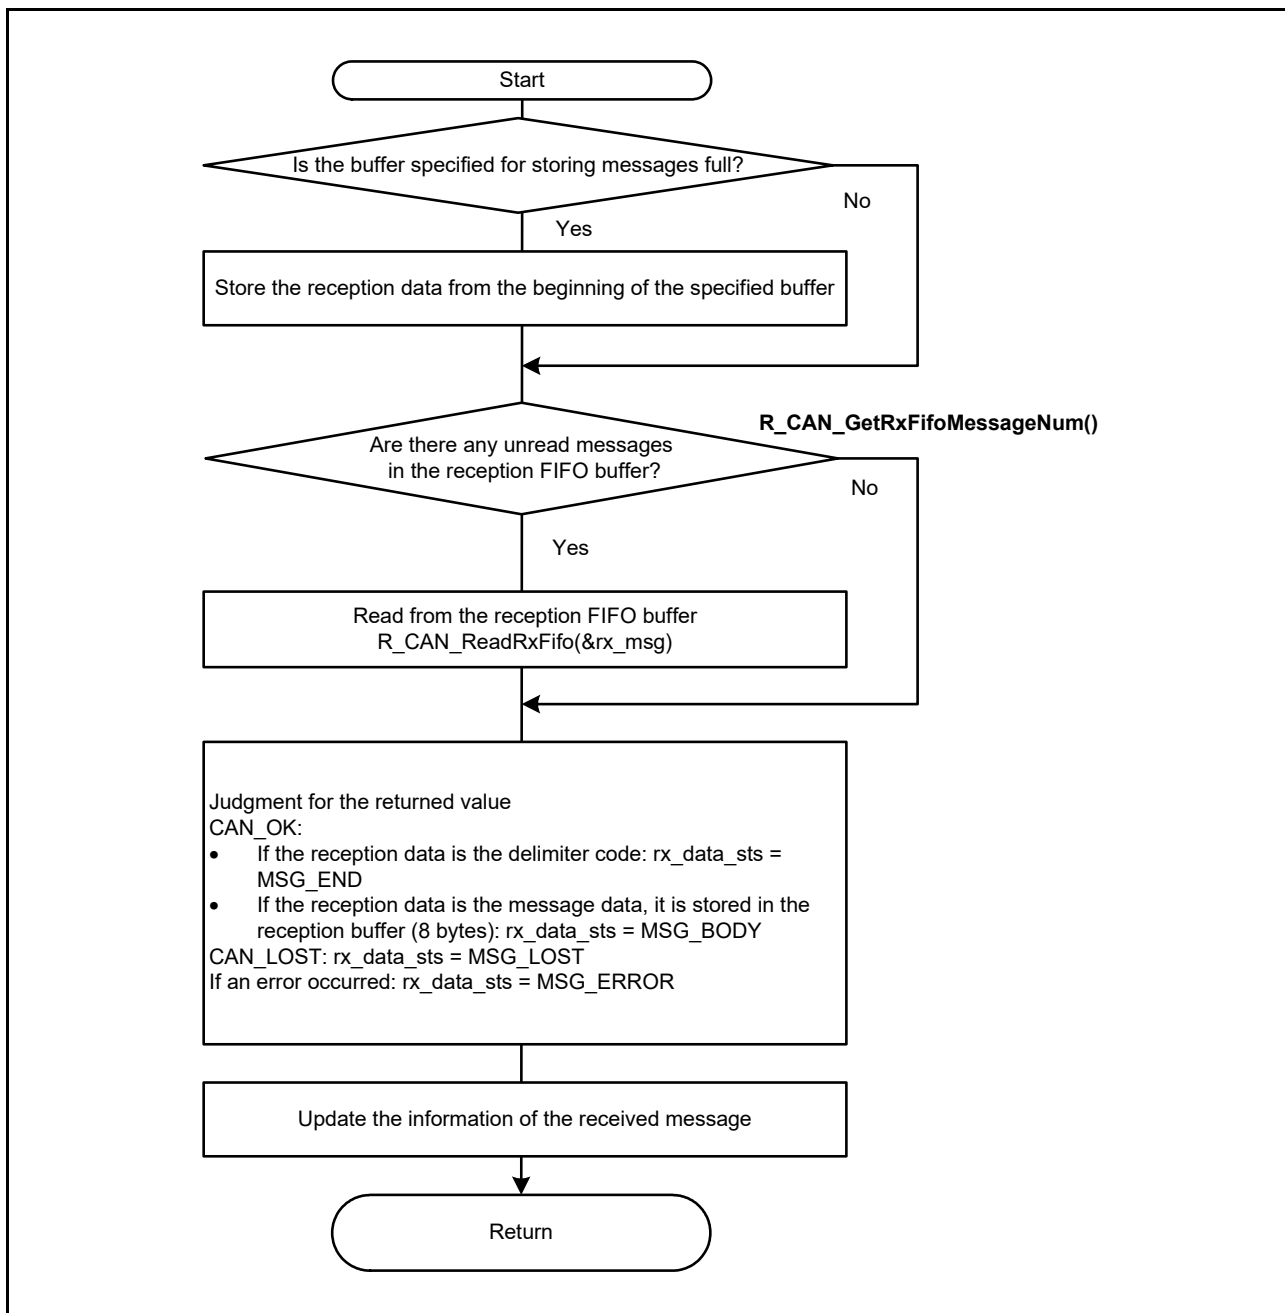 Start
Is the buffer specified for storing messages full?
No
Yes
Store the reception data from the beginning of the specified buffer
R_CAN_GetRxFifoMessageNum()
Are there any unread messages
in the reception FIFO buffer?
No
Yes
Read from the reception FIFO buffer
R_CAN_ReadRxFifo(&rx_msg)
Judgment for the returned value
CAN_OK:
• If the reception data is the delimiter code: rx_data_sts =
MSG_END
• If the reception data is the message data, it is stored in the
reception buffer (8 bytes): rx_data_sts = MSG_BODY
CAN_LOST: rx_data_sts = MSG_LOST
If an error occurred: rx_data_sts = MSG_ERROR
Update the information of the received message
Return